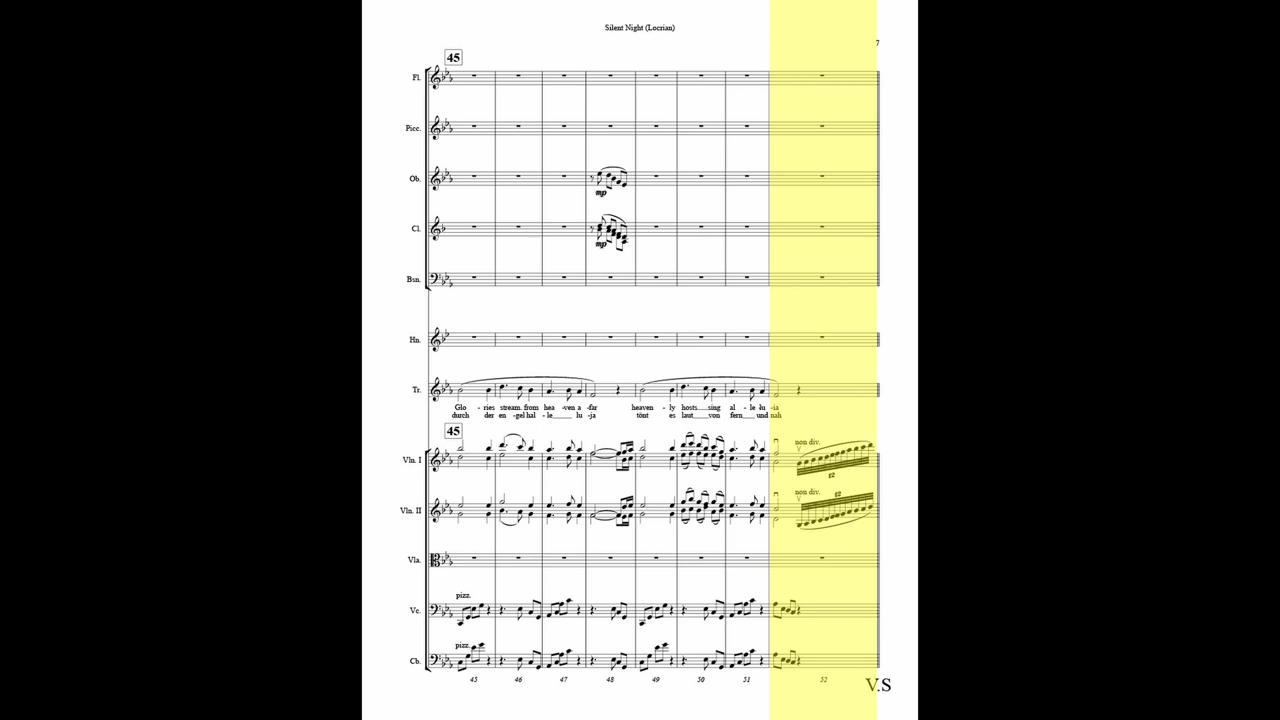 Silent Night (Locrian)
7
45
Fl.
Picc.
Ob.
mp
Cl.
mp
Bsn.
Hn.
Tr.
Glo - ries stream from hea - ven a - far heaven - ly hosts sing al - le lu - ia
durch der en - gel hal - le lu - ja tönt es laut von fern und nah
45
non div.
Vln. I
12
non div.
12
Vln. II
Vla.
pizz.
Vc.
pizz.
Cb.
45 46 47 48 49 50 51 52
V.S